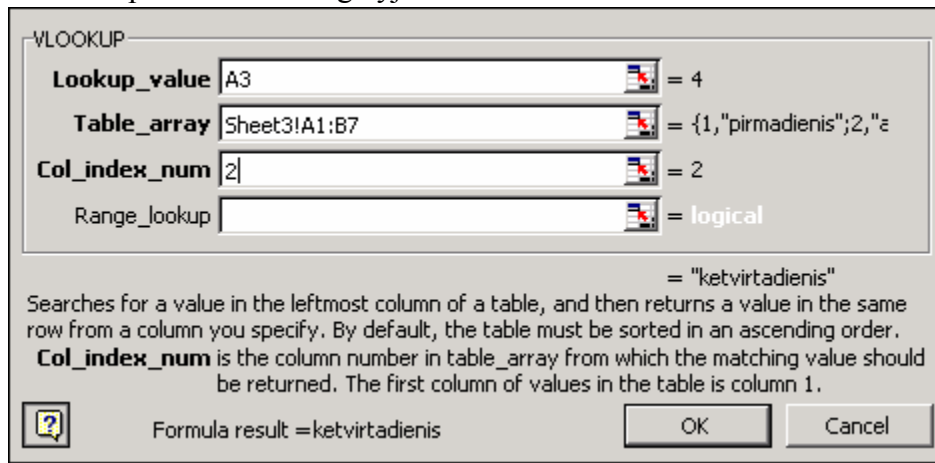 VLOOKUP
Lookup_value A3 = 4
Table_array Sheet3!A1:B7 = {1,"pirmadienis";2,"a
Col_index_num 2 = 2
Range_lookup = logical
= "ketvirtadienis"
Searches for a value in the leftmost column of a table, and then returns a value in the same
row from a column you specify. By default, the table must be sorted in an ascending order.
Col_index_num is the column number in table_array from which the matching value should
be returned. The first column of values in the table is column 1.
Formula result =ketvirtadienis OK Cancel